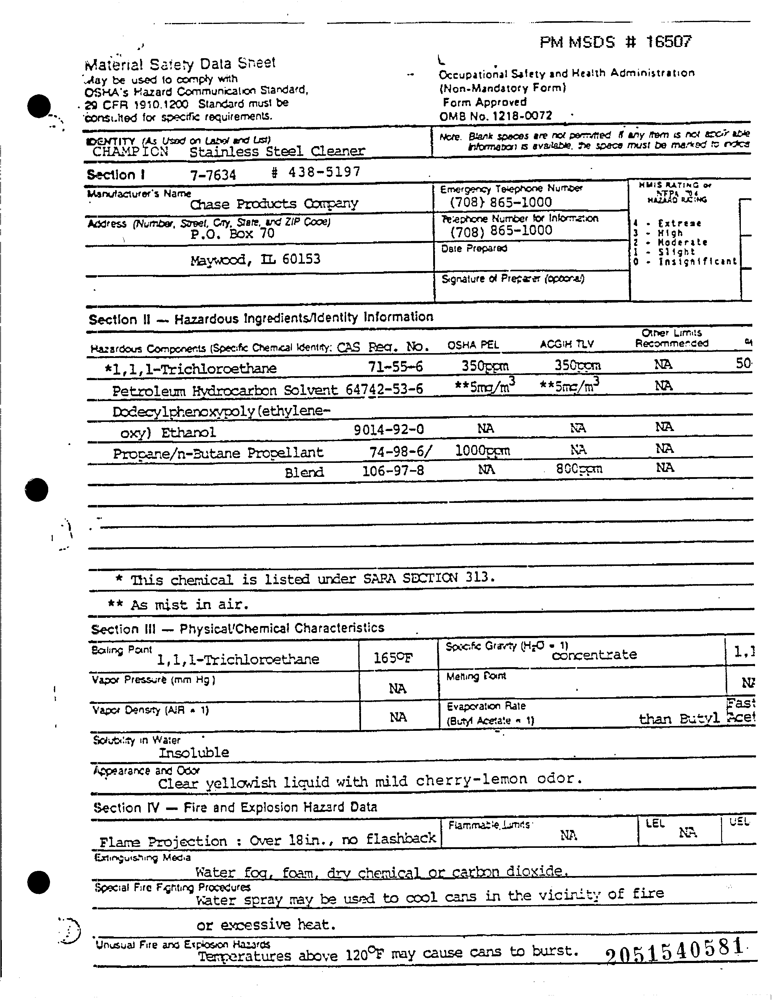 PM MSDS # 16507
Material Safety Data Sheet
May be used to comply with
OSHA's Hazard Communication Standard,
29 CFR 1910.1200 Standard must be
consulted for specific requirements.
Occupational Safety and Health Administration
(Non-Mandatory Form)
Form Approved
OMB No. 1218-0072
IDENTITY (As Used on Label and List)
CHAMPION Stainless Steel Cleaner
Note. Blank spaces are not permitted if any item is not
information is available, the space must be marked to
Section I 7-7634 # 438-5197
Manufacturer's Name
Chase Products Company
Emergency Telephone Number
(708) 865-1000
HMIS RATING or
NFPA 704
HAZARD RATING
4 - Extreme
3 - High
2 - Moderate
1 - Slight
0 - Insignificant
Address (Number, Street, City, State, and ZIP Code)
P.O. Box 70
Telephone Number for Information
(708) 865-1000
Maywood, IL 60153
Date Prepared
Signature of Preparer (optional)
Section II — Hazardous Ingredients/Identity Information
Hazardous Components (Specific Chemical Identity: CAS Reg. No. OSHA PEL ACGIH TLV Other Limits Recommended
*1,1,1-Trichloroethane 71-55-6 350ppm 350ppm NA 50
Petroleum Hydrocarbon Solvent 64742-53-6 **5mg/m3 **5mg/m3 NA
Dodecylphenoxypoly(ethylene-
oxy) Ethanol 9014-92-0 NA NA NA
Propane/n-Butane Propellant 74-98-6/ 1000ppm NA NA
Blend 106-97-8 NA 800ppm NA
* This chemical is listed under SARA SECTION 313.
** As mist in air.
Section III — Physical/Chemical Characteristics
Boiling Point
1,1,1-Trichloroethane 165°F
Specific Gravity (H2O = 1)
concentrate 1.1
Vapor Pressure (mm Hg)
NA
Melting Point
NA
Vapor Density (AIR = 1)
NA
Evaporation Rate
(Butyl Acetate = 1)
Fast
than Butyl Acet
Solubility in Water
Insoluble
Appearance and Odor
Clear yellowish liquid with mild cherry-lemon odor.
Section IV — Fire and Explosion Hazard Data
Flame Projection : Over 18in., no flashback
Flammable Limits
NA
LEL
NA
UEL
Extinguishing Media
Water fog, foam, dry chemical or carbon dioxide.
Special Fire Fighting Procedures
Water spray may be used to cool cans in the vicinity of fire
or excessive heat.
Unusual Fire and Explosion Hazards
Temperatures above 120°F may cause cans to burst.
2051540581